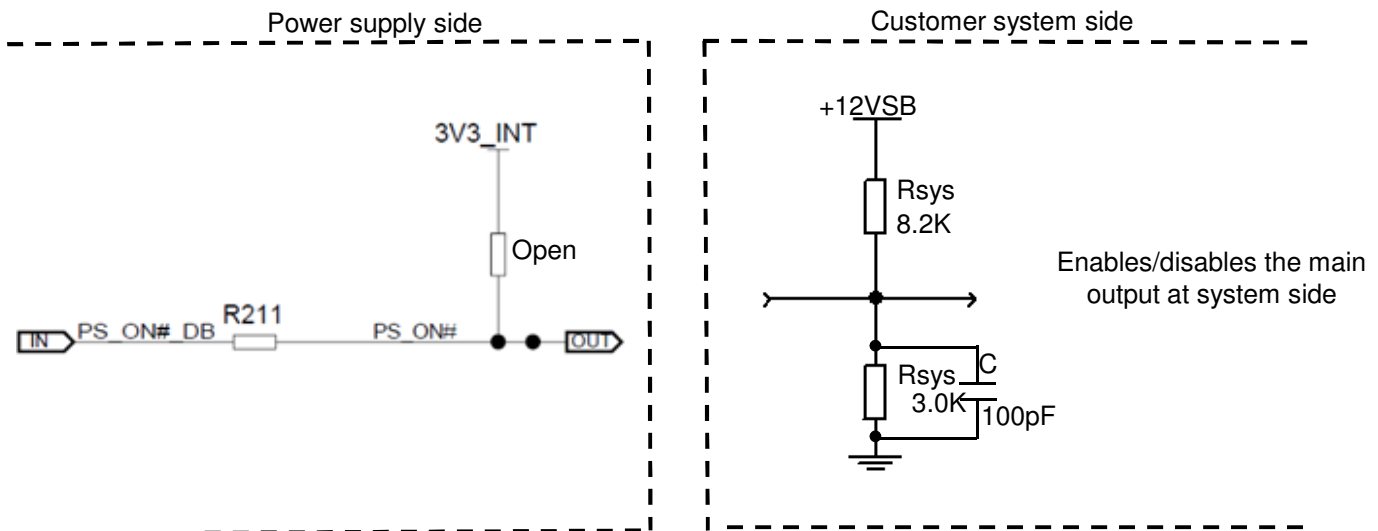 Power supply side
3V3_INT
Open
IN
PS_ON#_DB
R211
PS_ON#
OUT
Customer system side
+12VSB
Rsys
8.2K
Enables/disables the main
output at system side
Rsys
3.0K
C
100pF